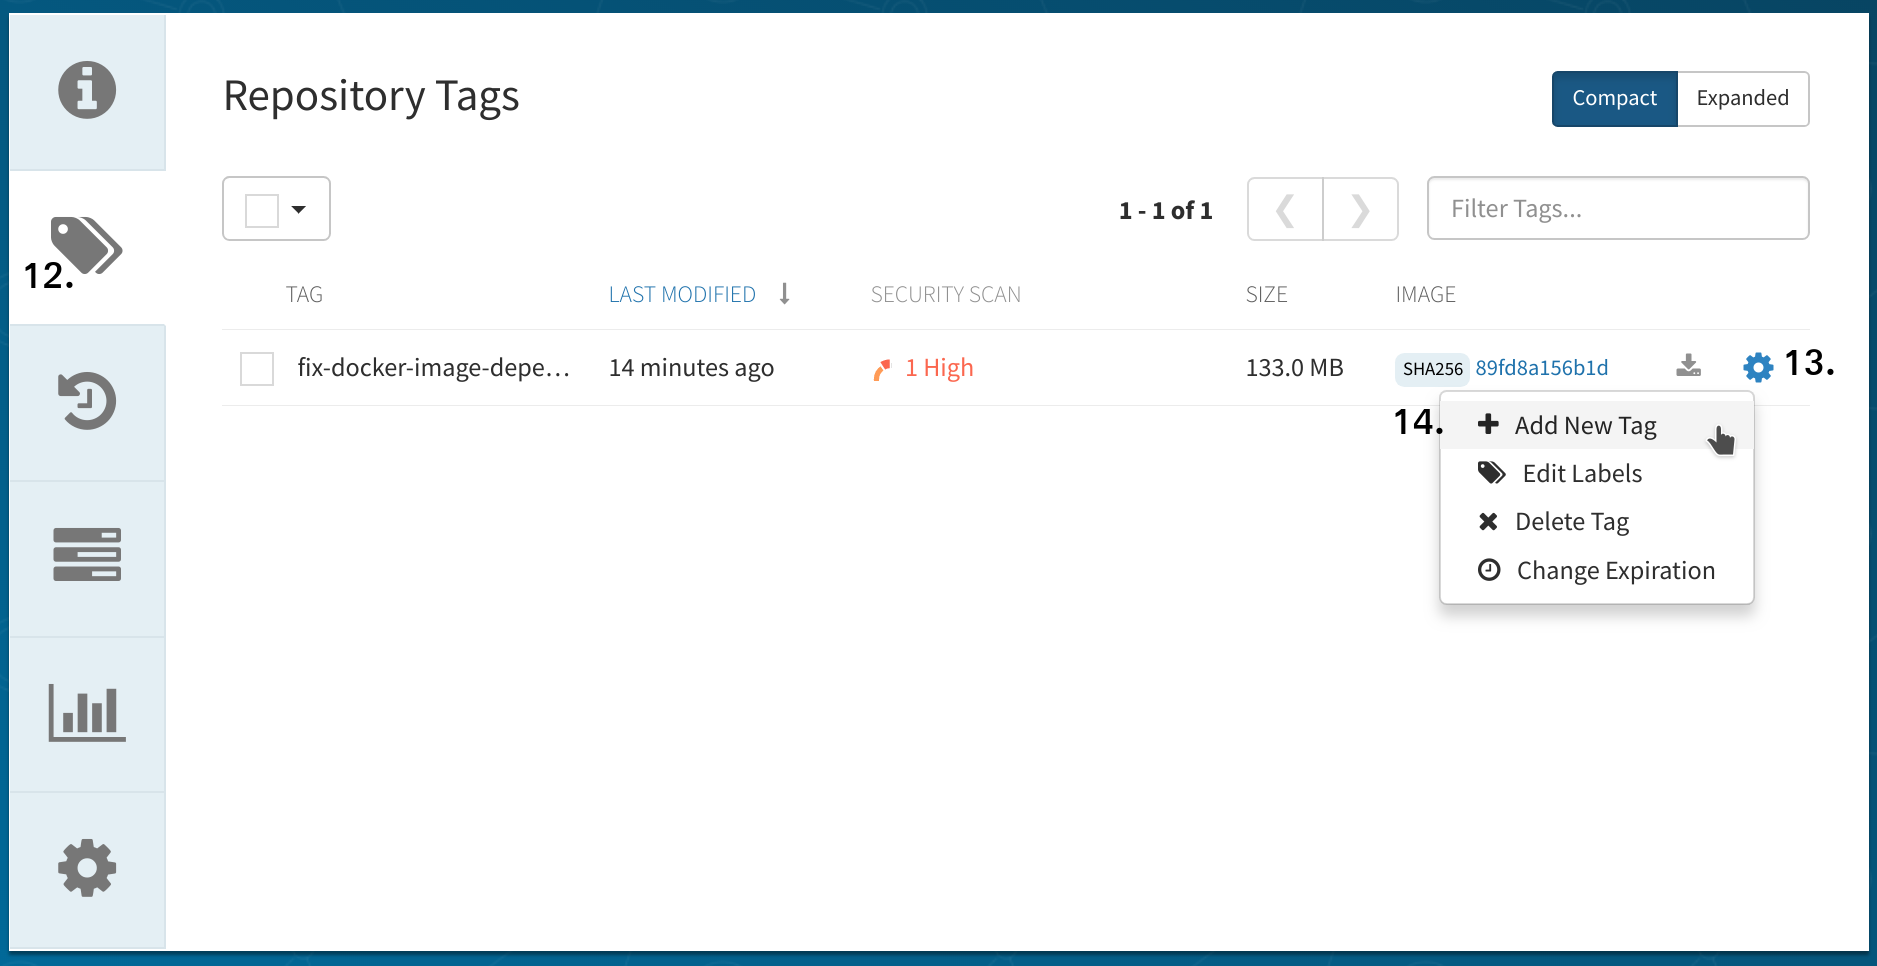 Repository Tags
Compact Expanded
1 - 1 of 1 Filter Tags...
12.
TAG LAST MODIFIED SECURITY SCAN SIZE IMAGE
fix-docker-image-depe... 14 minutes ago 1 High 133.0 MB SHA256 89fd8a156b1d 13.
14. Add New Tag
Edit Labels
Delete Tag
Change Expiration